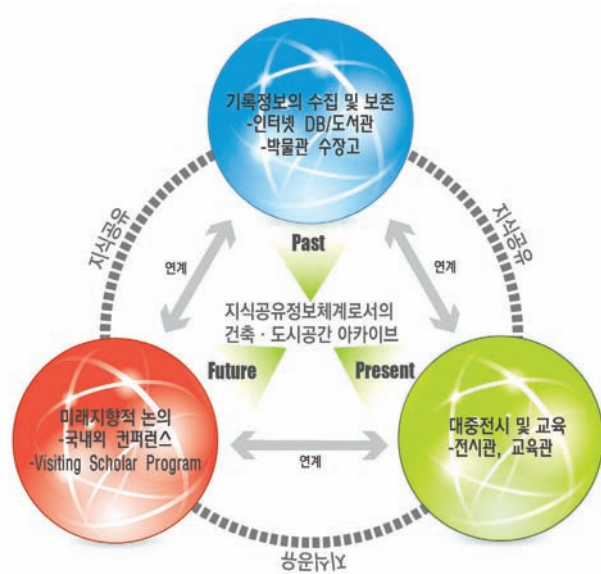 기록정보의 수집 및 보존
-인터넷 DB/도서관
-박물관 수장고
지식공유
지식공유
Past
연계
연계
지식공유정보체계로서의
건축 · 도시공간 아카이브
Future
Present
미래지향적 논의
-국내외 컨퍼런스
-Visiting Scholar Program
대중전시 및 교육
-전시관, 교육관
연계
지식공유